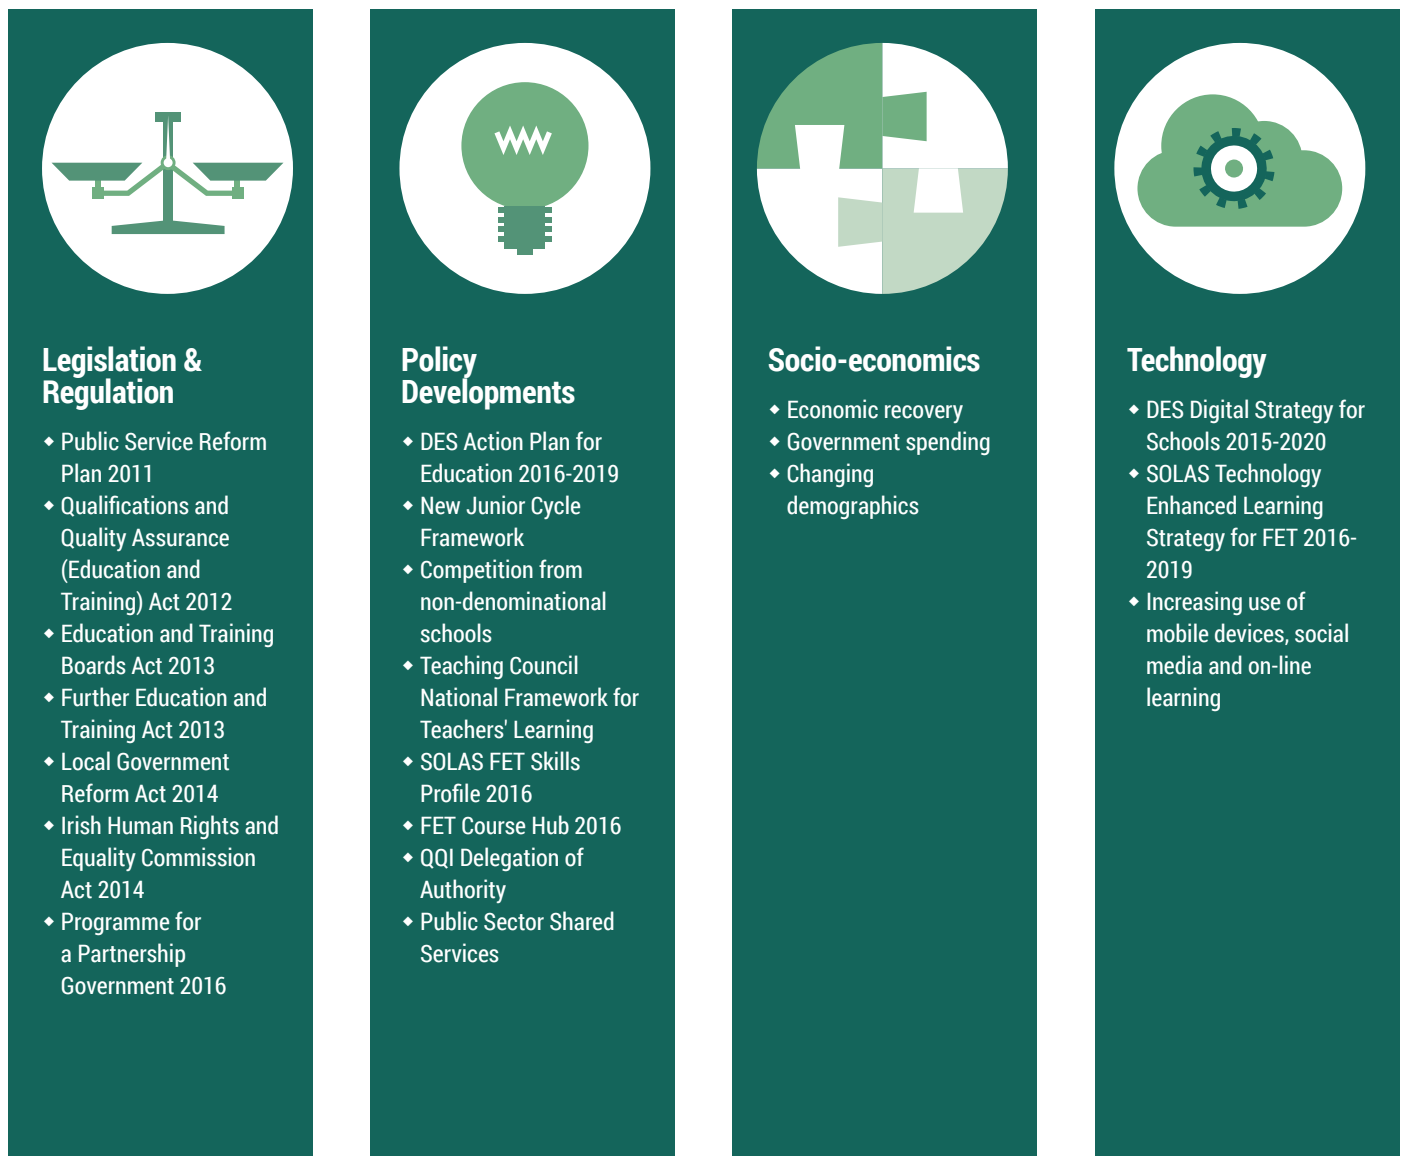 Legislation &
Regulation
◆ Public Service Reform
Plan 2011
◆ Qualifications and
Quality Assurance
(Education and
Training) Act 2012
◆ Education and Training
Boards Act 2013
◆ Further Education and
Training Act 2013
◆ Local Government
Reform Act 2014
◆ Irish Human Rights and
Equality Commission
Act 2014
◆ Programme for
a Partnership
Government 2016
Policy
Developments
◆ DES Action Plan for
Education 2016-2019
◆ New Junior Cycle
Framework
◆ Competition from
non-denominational
schools
◆ Teaching Council
National Framework for
Teachers' Learning
◆ SOLAS FET Skills
Profile 2016
◆ FET Course Hub 2016
◆ QQI Delegation of
Authority
◆ Public Sector Shared
Services
Socio-economics
◆ Economic recovery
◆ Government spending
◆ Changing
demographics
Technology
◆ DES Digital Strategy for
Schools 2015-2020
◆ SOLAS Technology
Enhanced Learning
Strategy for FET 2016-
2019
◆ Increasing use of
mobile devices, social
media and on-line
learning